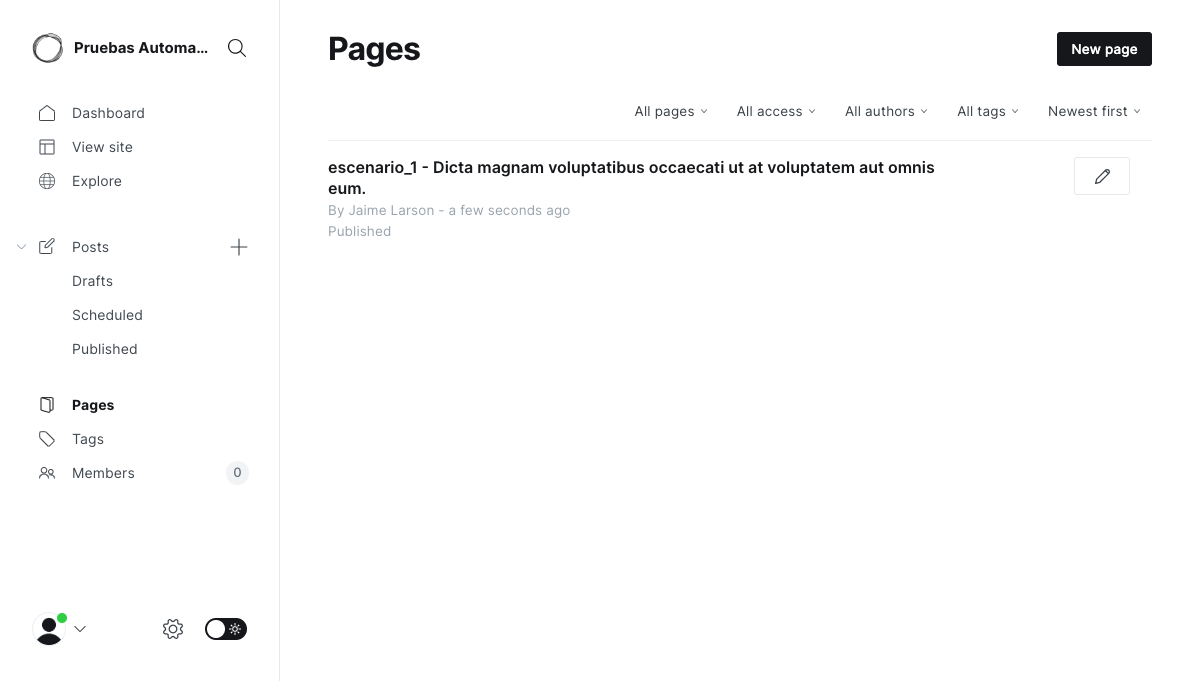 Pruebas Automa...
Dashboard
View site
Explore
Posts
Drafts
Scheduled
Published
Pages
Tags
Members
0
Pages
New page
All pages
All access
All authors
All tags
Newest first
escenario_1 - Dicta magnam voluptatibus occaecati ut at voluptatem aut omnis
eum.
By Jaime Larson - a few seconds ago
Published